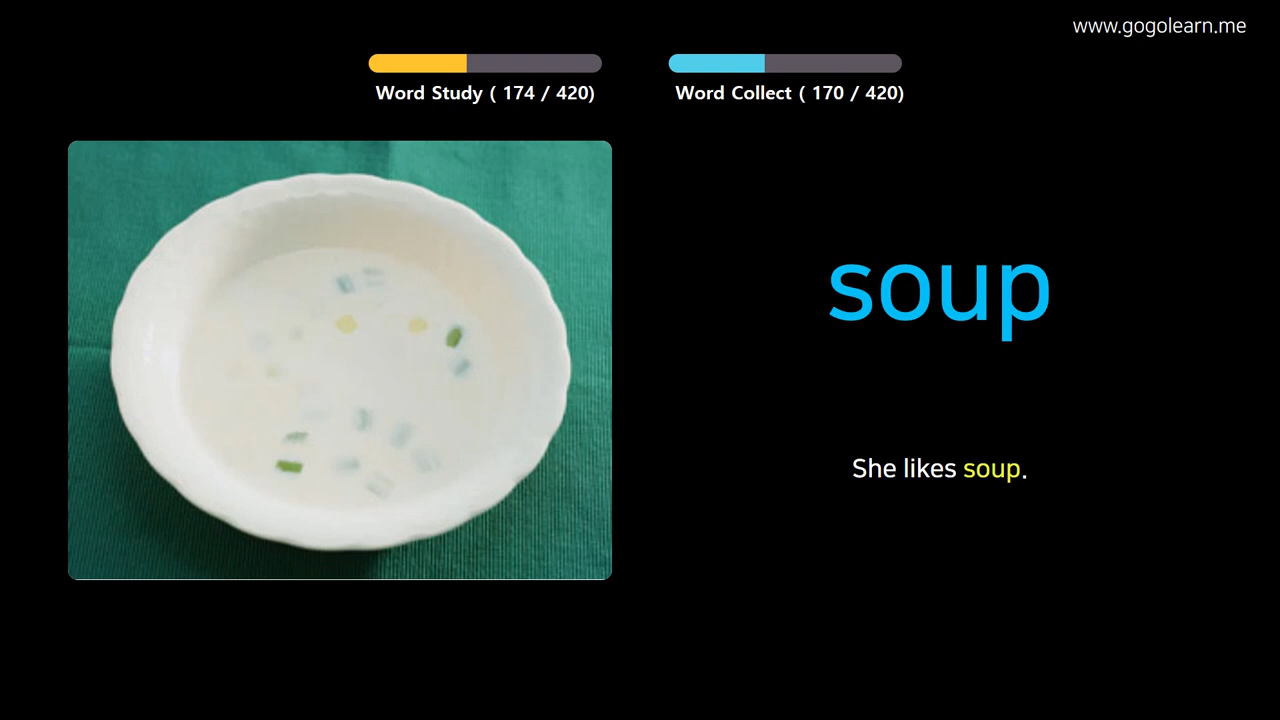 www.gogolearn.me
Word Study ( 174 / 420)
Word Collect ( 170 / 420)
soup
She likes soup.